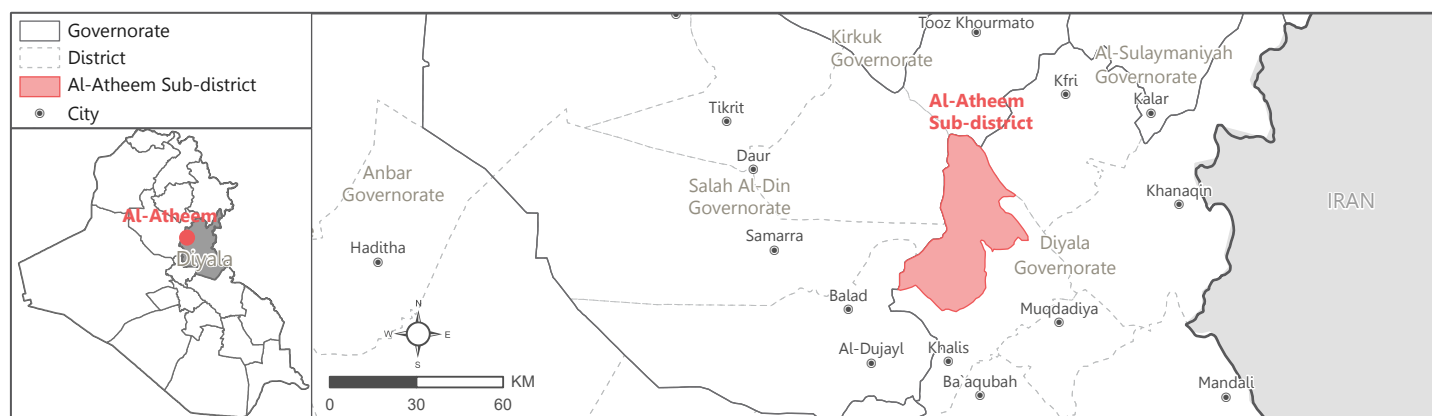 Governorate
District
Al-Atheem Sub-district
City
Al-Atheem
Diyala
Tooz Khourmato
Kirkuk
Governorate
Al-Sulaymaniyah
Governorate
Kfri
Kalar
Tikrit
Al-Atheem
Sub-district
Daur
Anbar
Governorate
Salah Al-Din
Governorate
Khanaqin
IRAN
Samarra
Haditha
Diyala
Governorate
Balad
Muqdadiya
N
W
E
S
Al-Dujayl
Khalis
Ba'aqubah
Mandali
KM
0
30
60